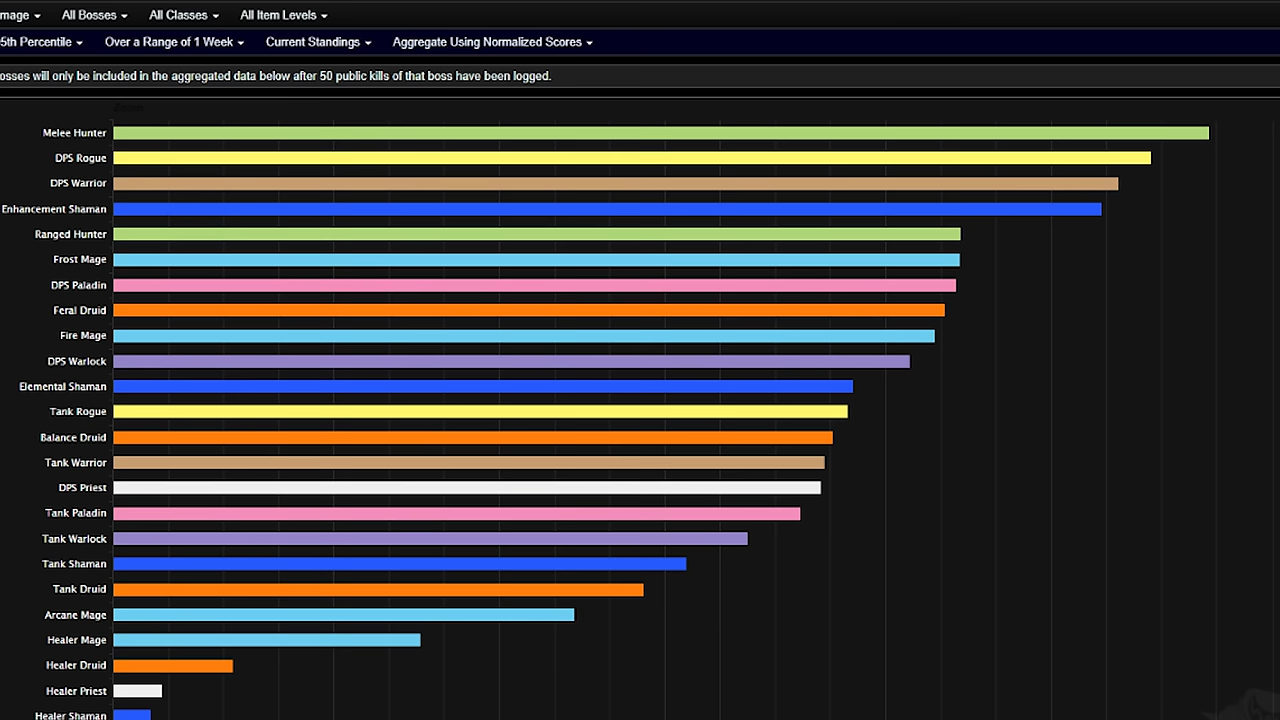 mage All Bosses All Classes All Item Levels
5th Percentile Over a Range of 1 Week Current Standings Aggregate Using Normalized Scores
osses will only be included in the aggregated data below after 50 public kills of that boss have been logged.
Melee Hunter
DPS Rogue
DPS Warrior
Enhancement Shaman
Ranged Hunter
Frost Mage
DPS Paladin
Feral Druid
Fire Mage
DPS Warlock
Elemental Shaman
Tank Rogue
Balance Druid
Tank Warrior
DPS Priest
Tank Paladin
Tank Warlock
Tank Shaman
Tank Druid
Arcane Mage
Healer Mage
Healer Druid
Healer Priest
Healer Shaman